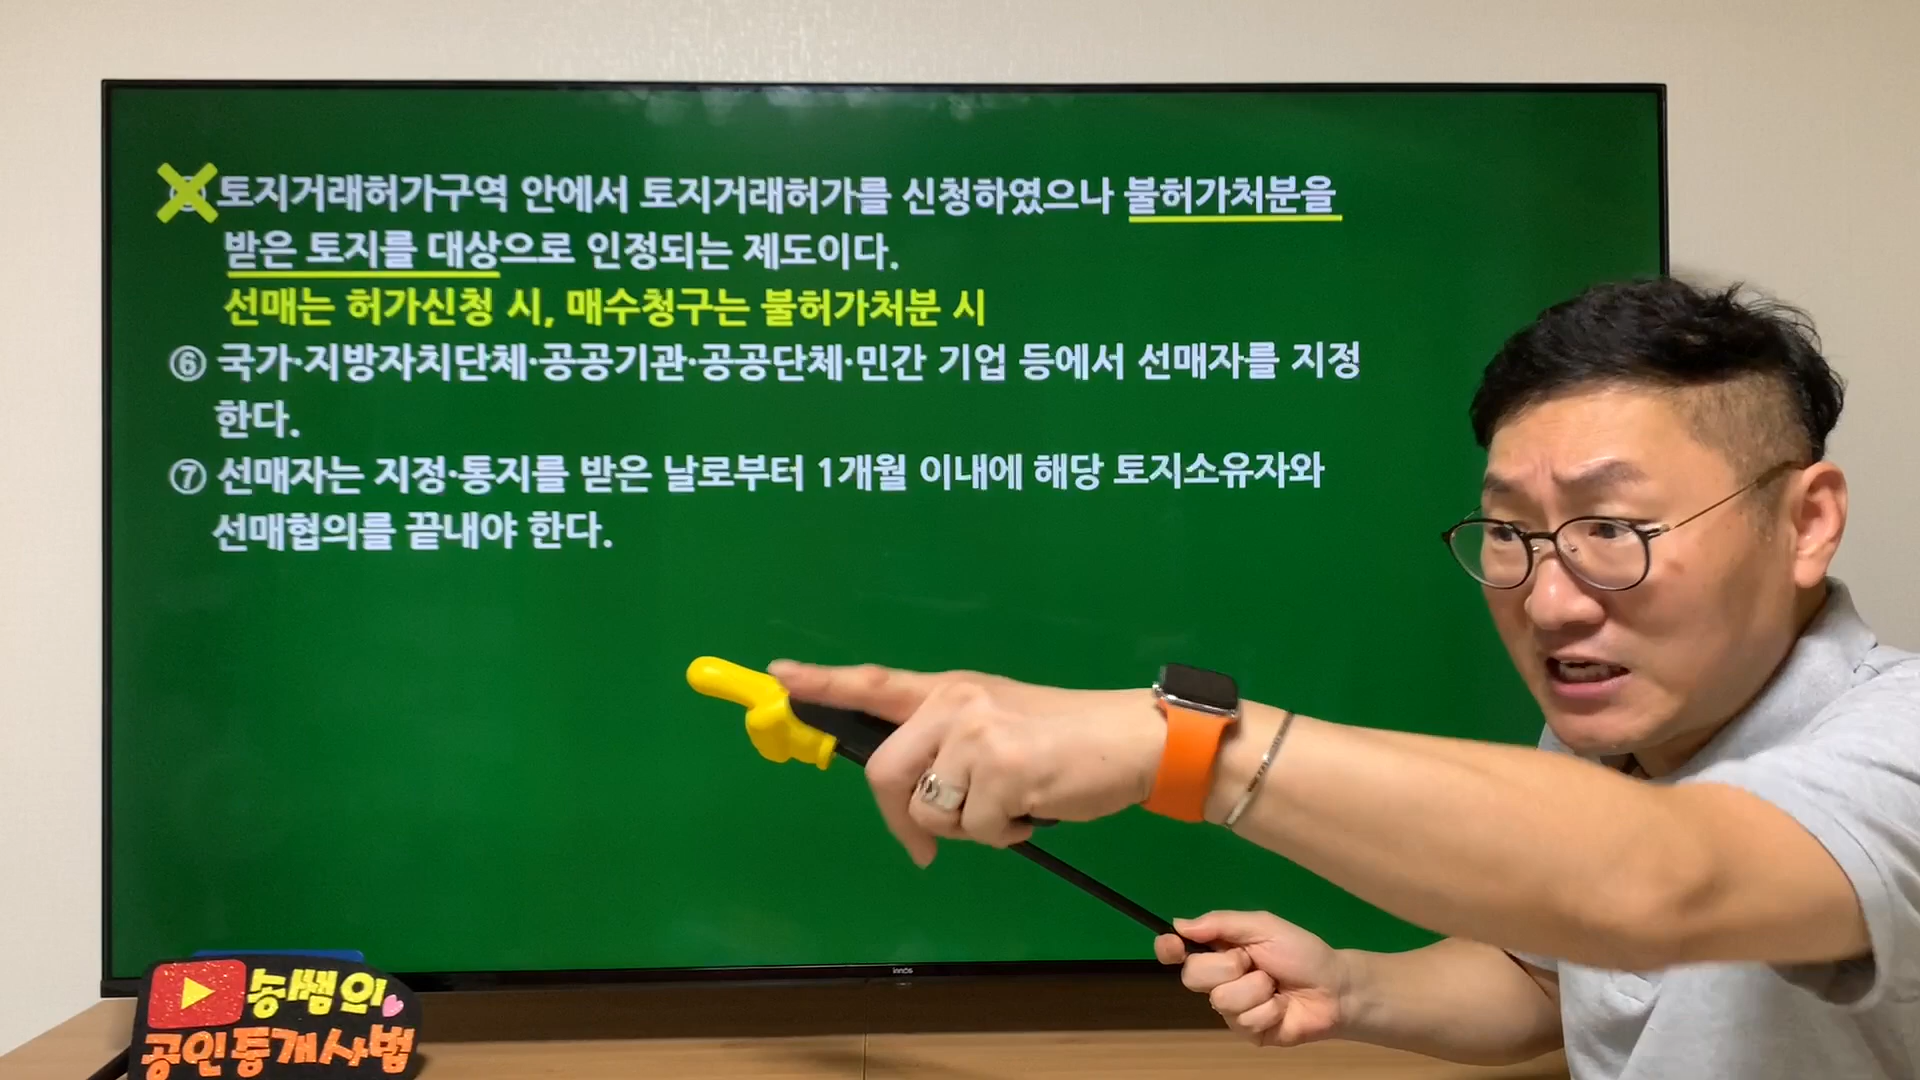 토지거래허가구역 안에서 토지거래허가를 신청하였으나 불허가처분을
받은 토지를 대상으로 인정되는 제도이다.
선매는 허가신청 시, 매수청구는 불허가처분 시
⑥ 국가·지방자치단체·공공기관·공공단체·민간 기업 등에서 선매자를 지정
한다.
⑦ 선매자는 지정·통지를 받은 날로부터 1개월 이내에 해당 토지소유자와
선매협의를 끝내야 한다.
innos
송쌤의
공인중개사법